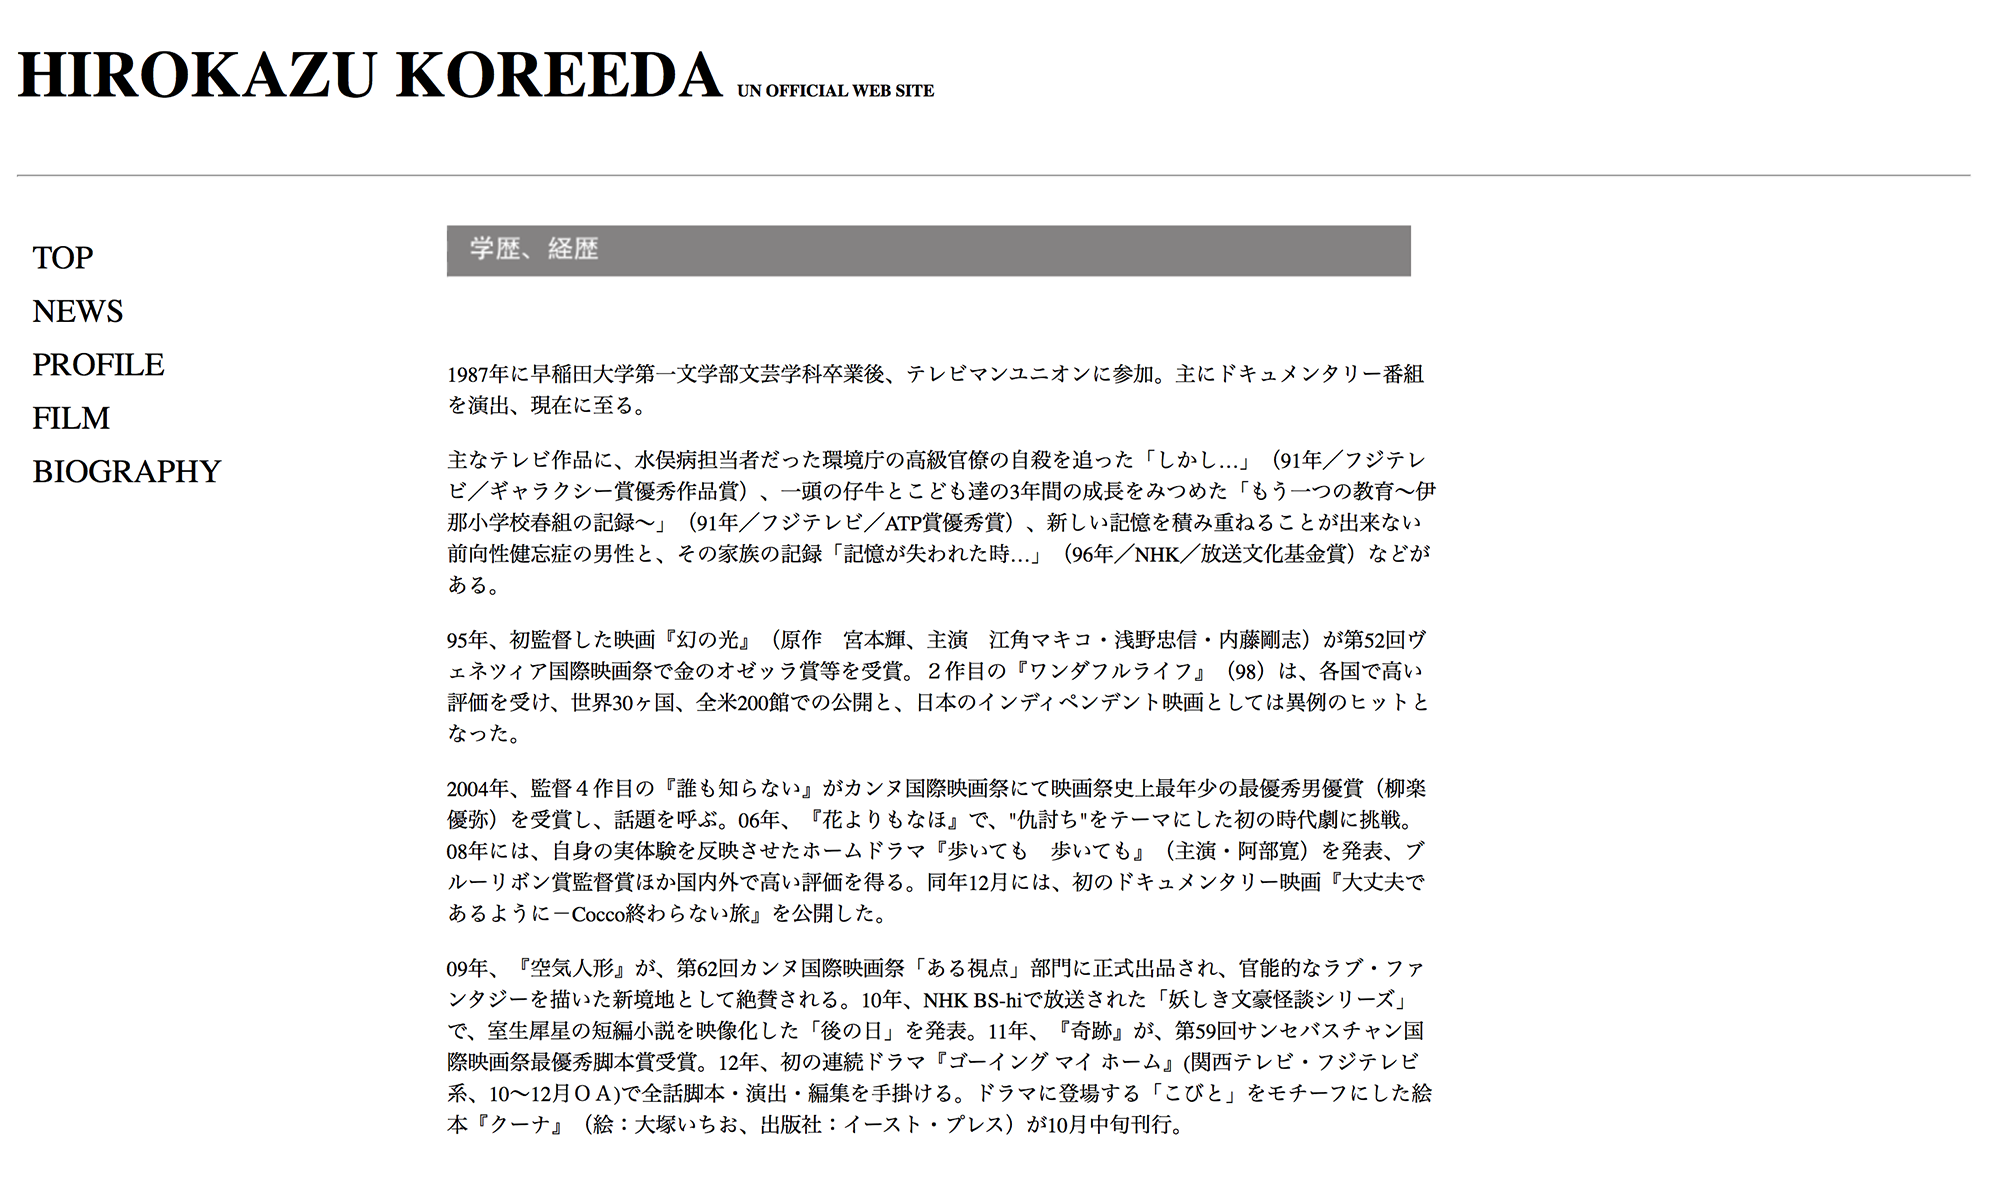 HIROKAZU KOREEDA UN OFFICIAL WEB SITE
TOP
NEWS
PROFILE
FILM
BIOGRAPHY
学歴、経歴
1987年に早稲田大学第一文学部文芸学科卒業後、テレビマンユニオンに参加。主にドキュメンタリー番組
を演出、現在に至る。
主なテレビ作品に、水俣病担当者だった環境庁の高級官僚の自殺を追った「しかし…」（91年／フジテレ
ビ／ギャラクシー賞優秀作品賞）、一頭の仔牛とこども達の3年間の成長をみつめた「もう一つの教育〜伊
那小学校春組の記録〜」（91年／フジテレビ／ATP賞優秀賞）、新しい記憶を積み重ねることが出来ない
前向性健忘症の男性と、その家族の記録「記憶が失われた時…」（96年／NHK／放送文化基金賞）などが
ある。
95年、初監督した映画『幻の光』（原作　宮本輝、主演　江角マキコ・浅野忠信・内藤剛志）が第52回ヴ
ェネツィア国際映画祭で金のオゼッラ賞等を受賞。２作目の『ワンダフルライフ』（98）は、各国で高い
評価を受け、世界30ヶ国、全米200館での公開と、日本のインディペンデント映画としては異例のヒットと
なった。
2004年、監督４作目の『誰も知らない』がカンヌ国際映画祭にて映画祭史上最年少の最優秀男優賞（柳楽
優弥）を受賞し、話題を呼ぶ。06年、『花よりもなほ』で、"仇討ち"をテーマにした初の時代劇に挑戦。
08年には、自身の実体験を反映させたホームドラマ『歩いても　歩いても』（主演・阿部寛）を発表、ブ
ルーリボン賞監督賞ほか国内外で高い評価を得る。同年12月には、初のドキュメンタリー映画『大丈夫で
あるように－Cocco終わらない旅』を公開した。
09年、『空気人形』が、第62回カンヌ国際映画祭「ある視点」部門に正式出品され、官能的なラブ・ファ
ンタジーを描いた新境地として絶賛される。10年、NHK BS-hiで放送された「妖しき文豪怪談シリーズ」
で、室生犀星の短編小説を映像化した「後の日」を発表。11年、『奇跡』が、第59回サンセバスチャン国
際映画祭最優秀脚本賞受賞。12年、初の連続ドラマ『ゴーイング マイ ホーム』(関西テレビ・フジテレビ
系、10〜12月ＯＡ)で全話脚本・演出・編集を手掛ける。ドラマに登場する「こびと」をモチーフにした絵
本『クーナ』（絵：大塚いちお、出版社：イースト・プレス）が10月中旬刊行。